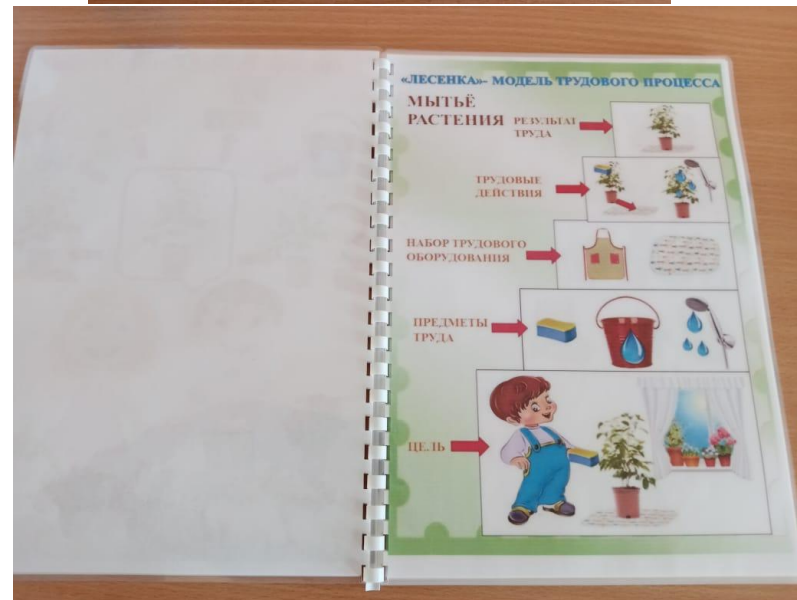 «ЛЕСЕНКА»- МОДЕЛЬ ТРУДОВОГО ПРОЦЕССА
МЫТЬЁ
РАСТЕНИЯ
РЕЗУЛЬТАТ
ТРУДА
ТРУДОВЫЕ
ДЕЙСТВИЯ
НАБОР ТРУДОВОГО
ОБОРУДОВАНИЯ
ПРЕДМЕТЫ
ТРУДА
ЦЕЛЬ